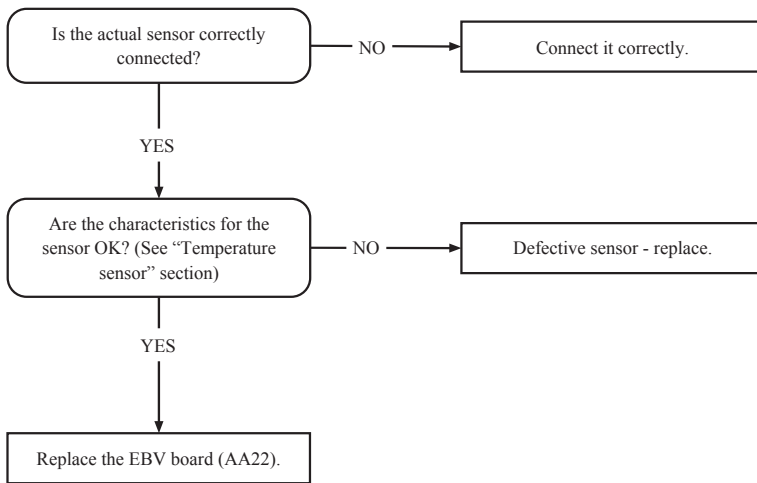 Is the actual sensor correctly
connected?
NO
Connect it correctly.
YES
Are the characteristics for the
sensor OK? (See “Temperature
sensor” section)
NO
Defective sensor - replace.
YES
Replace the EBV board (AA22).